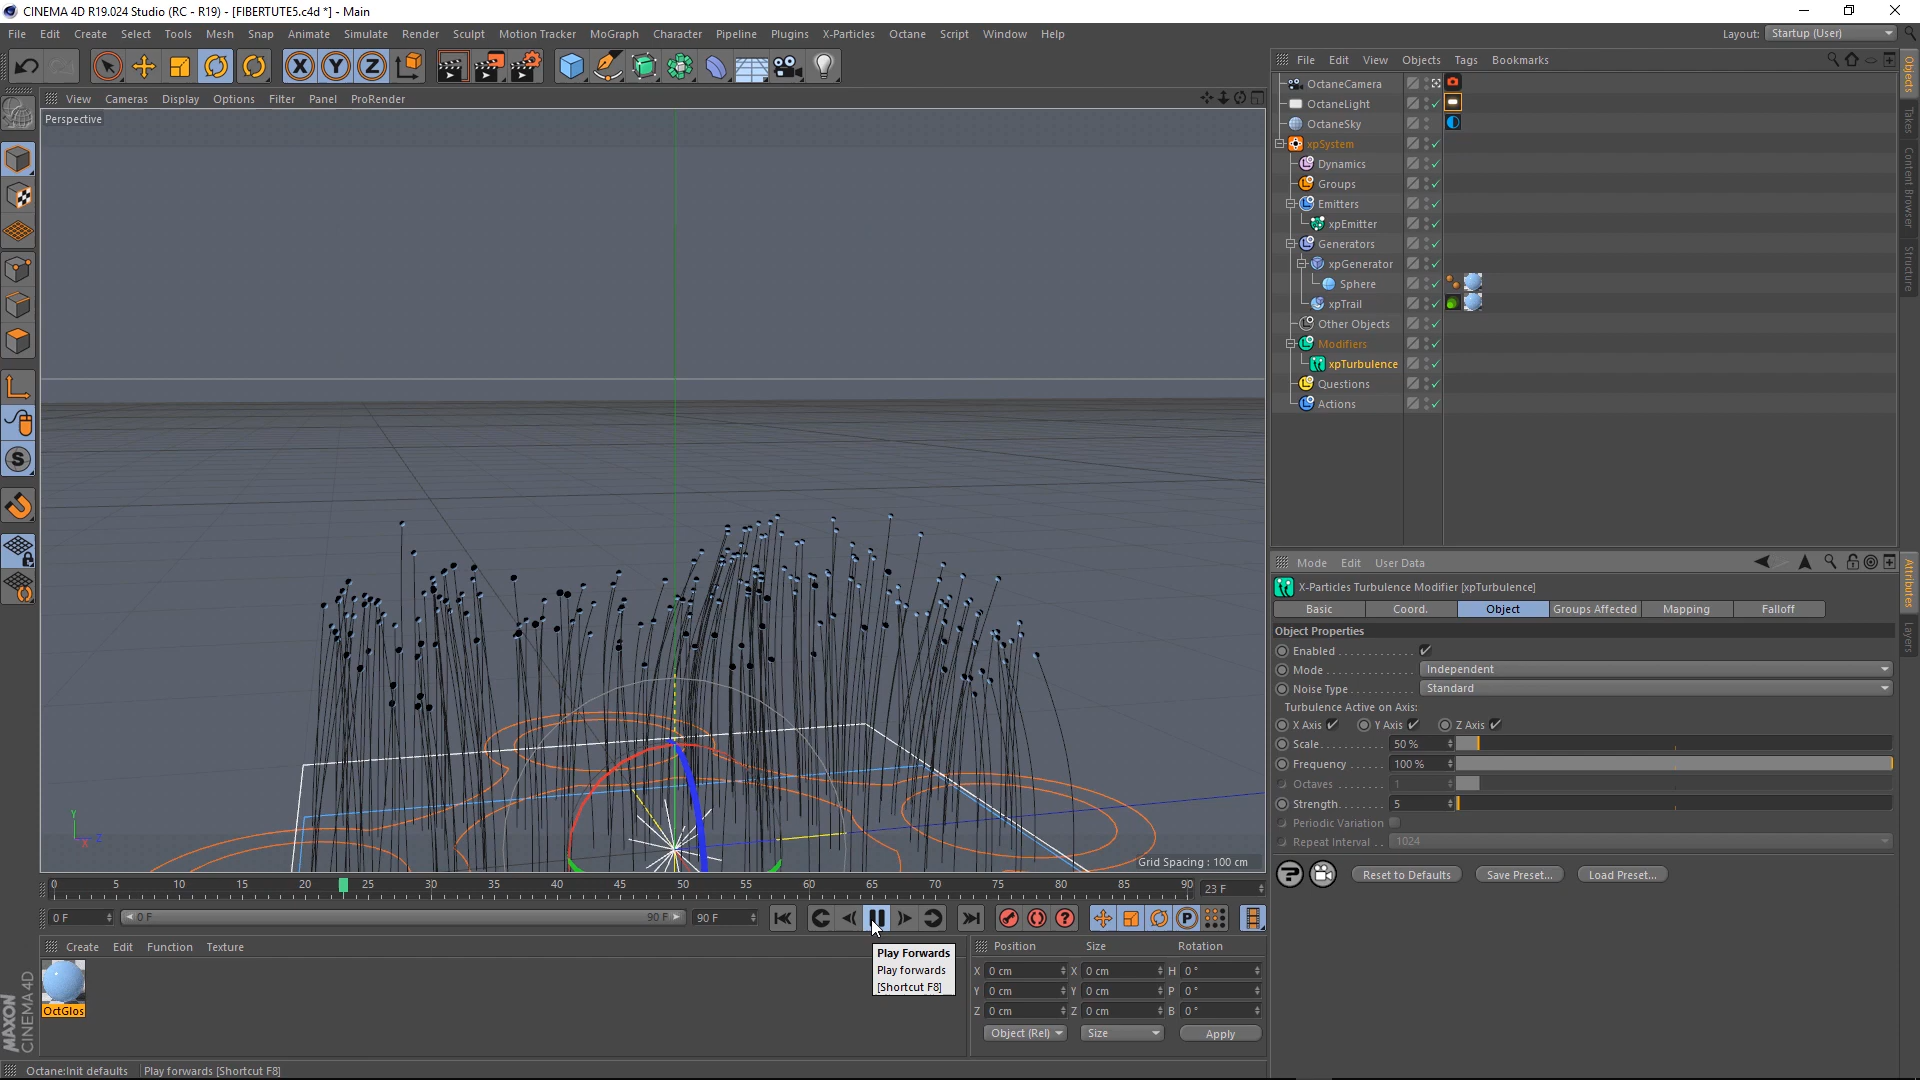 CINEMA 4D R19.024 Studio (RC - R19) - [FIBERTUTE5.c4d *] - Main
File Edit Create Select Tools Mesh Snap Animate Simulate Render Sculpt Motion Tracker MoGraph Character Pipeline Plugins X-Particles Octane Script Window Help
Layout: Startup (User)
View Cameras Display Options Filter Panel ProRender
Perspective
File Edit View Objects Tags Bookmarks
OctaneCamera
OctaneLight
OctaneSky
xpSystem
Dynamics
Groups
Emitters
xpEmitter
Generators
xpGenerator
Sphere
xpTrail
Other Objects
Modifiers
xpTurbulence
Questions
Actions
Objects
Takes
Content Browser
Structure
Mode Edit User Data
X-Particles Turbulence Modifier [xpTurbulence]
Basic Coord. Object Groups Affected Mapping Falloff
Object Properties
Enabled . . . . . . . . . . . . .
Mode . . . . . . . . . . . . . . . Independent
Noise Type . . . . . . . . . . . Standard
Turbulence Active on Axis:
X Axis Y Axis Z Axis
Scale . . . . . . . . . . 50 %
Frequency . . . . . . 100 %
Octaves . . . . . . . 1
Strength . . . . . . . 5
Periodic Variation
Repeat Interval . . 1024
Reset to Defaults Save Preset... Load Preset...
Attributes
Layers
Y
Z
X
Grid Spacing : 100 cm
0 5 10 15 20 25 30 35 40 45 50 55 60 65 70 75 80 85 90 23 F
0 F 0 F 90 F 90 F
Create Edit Function Texture
OctGlos
Play Forwards
Play forwards
[Shortcut F8]
Position Size Rotation
X 0 cm X 0 cm H 0 °
Y 0 cm Y 0 cm P 0 °
Z 0 cm Z 0 cm B 0 °
Object (Rel) Size Apply
MAXON
CINEMA 4D
Octane:Init defaults Play forwards [Shortcut F8]